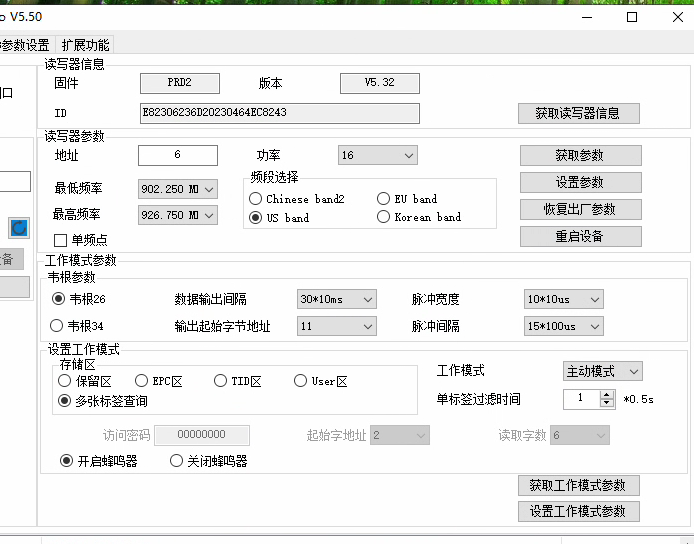 o V5.50
参数设置 扩展功能
读写器信息
固件 PRD2 版本 V5.32
口
ID E82306236D20230464EC8243 获取读写器信息
读写器参数
地址 6 功率 16 获取参数
频段选择
最低频率 902.250 M Chinese band2 EU band 设置参数
最高频率 926.750 M US band Korean band 恢复出厂参数
单频点 重启设备
备
工作模式参数
韦根参数
韦根26 数据输出间隔 30*10ms 脉冲宽度 10*10us
韦根34 输出起始字节地址 11 脉冲间隔 15*100us
设置工作模式
存储区
保留区 EPC区 TID区 User区 工作模式 主动模式
多张标签查询 单标签过滤时间 1 *0.5s
访问密码 00000000 起始字地址 2 读取字数 6
开启蜂鸣器 关闭蜂鸣器
获取工作模式参数
设置工作模式参数